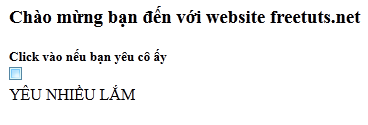 Chào mừng bạn đến với website freetuts.net
Click vào nếu bạn yêu cô ấy
YÊU NHIỀU LẮM